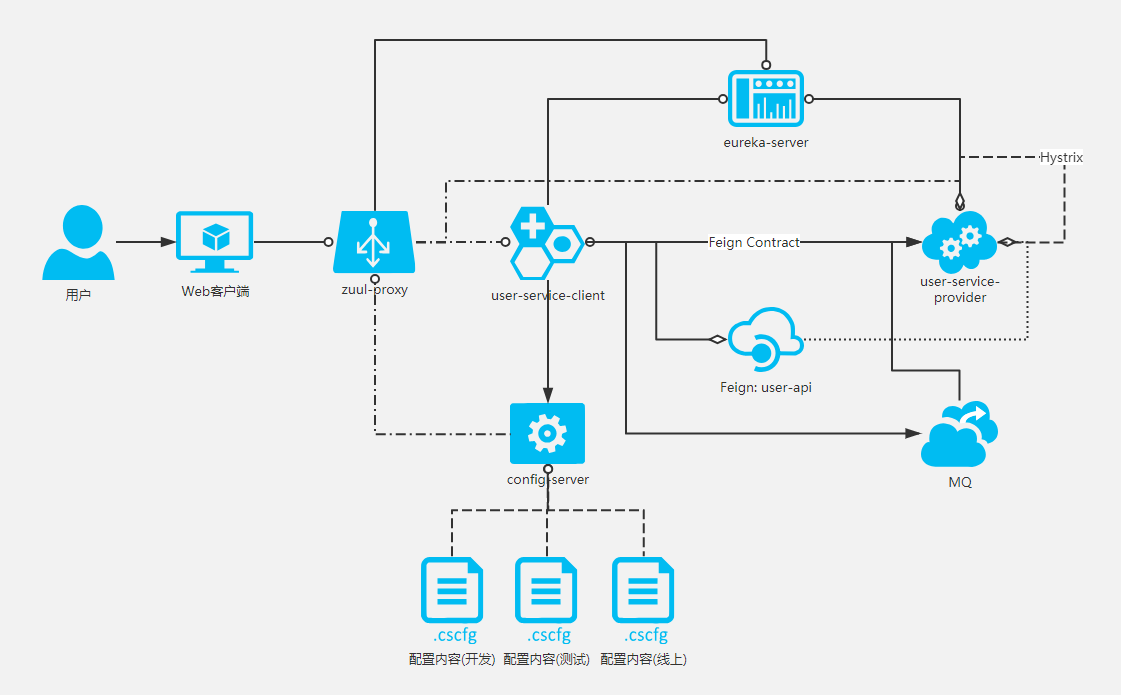 eureka-server
Hystrix
用户
Web客户端
zuul-proxy
user-service-client
Feign Contract
user-service-
provider
Feign: user-api
config-server
MQ
.cscfg
配置内容(开发)
.cscfg
配置内容(测试)
.cscfg
配置内容(线上)